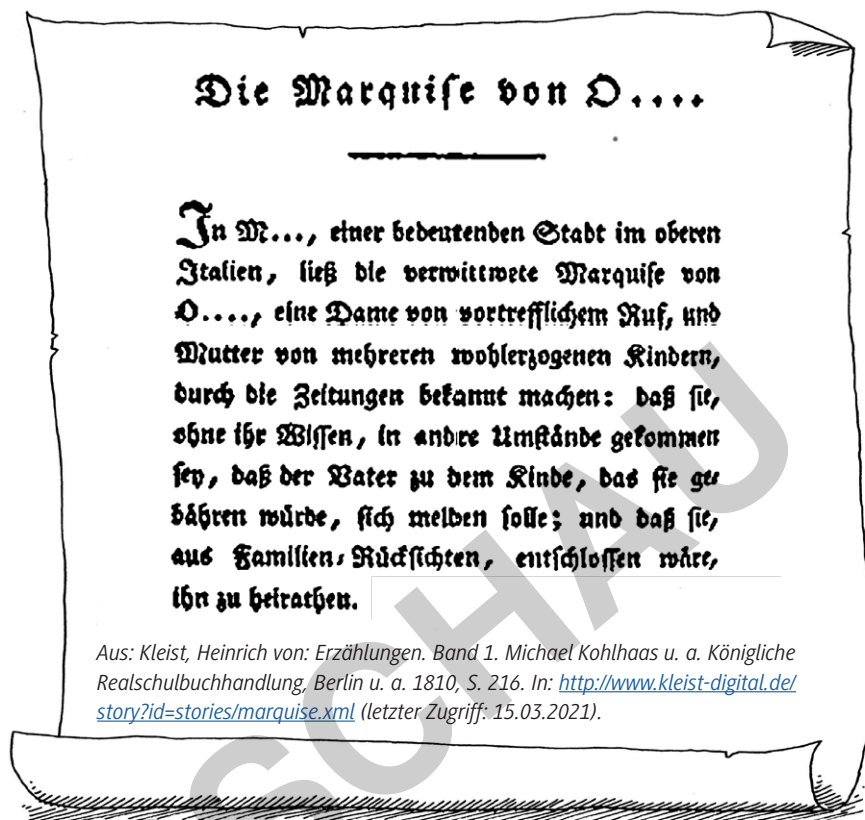 Die Marquise von O....
In M..., einer bedeutenden Stadt im oberen
Italien, ließ die verwittwete Marquise von
O...., eine Dame von vortrefflichem Ruf, und
Mutter von mehreren wohlerzogenen Kindern,
durch die Zeitungen bekannt machen: daß sie,
ohne ihr Wissen, in andre Umstände gekommen
sey, daß der Vater zu dem Kinde, das sie ge
bähren würde, sich melden solle; und daß sie,
aus Familien-Rücksichten, entschlossen wäre,
ihn zu heirathen.
Aus: Kleist, Heinrich von: Erzählungen. Band 1. Michael Kohlhaas u. a. Königliche
Realschulbuchhandlung, Berlin u. a. 1810, S. 216. In: http://www.kleist-digital.de/
story?id=stories/marquise.xml (letzter Zugriff: 15.03.2021).
SCHAU